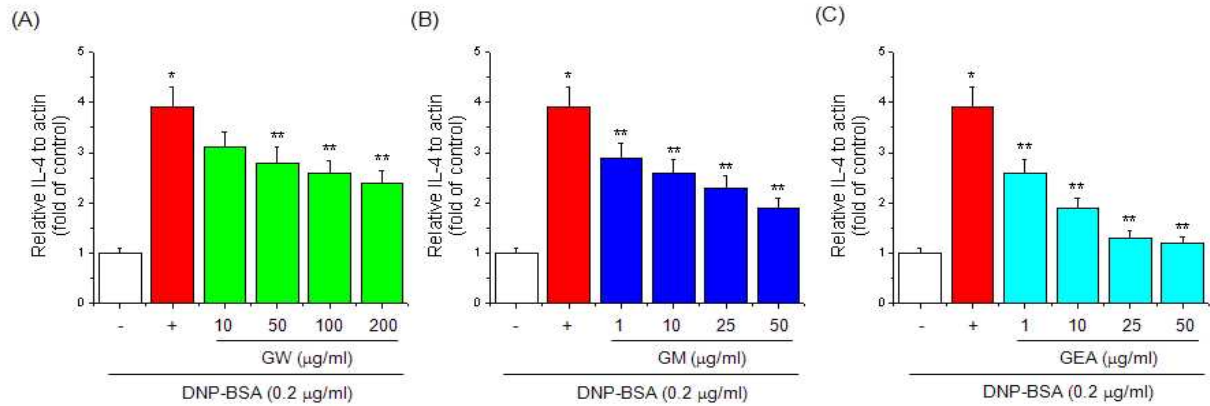 (A)
Relative IL-4 to actin
(fold of control)
5
4
3
2
1
0
*
**
**
**
- + 10 50 100 200
GW (μg/ml)
DNP-BSA (0.2 μg/ml)
(B)
Relative IL-4 to actin
(fold of control)
5
4
3
2
1
0
*
**
**
**
**
- + 1 10 25 50
GM (μg/ml)
DNP-BSA (0.2 μg/ml)
(C)
Relative IL-4 to actin
(fold of control)
5
4
3
2
1
0
*
**
**
**
**
- + 1 10 25 50
GEA (μg/ml)
DNP-BSA (0.2 μg/ml)